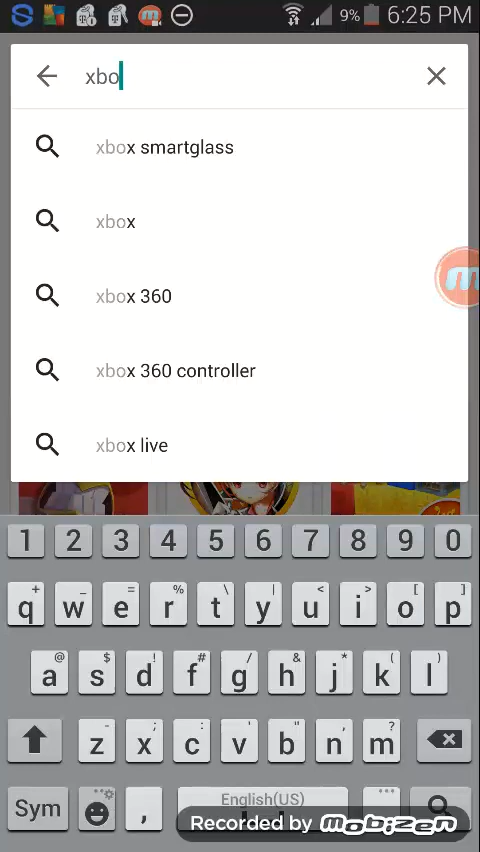 9% 6:25 PM
xbo
xbox smartglass
xbox
xbox 360
xbox 360 controller
xbox live
1 2 3 4 5 6 7 8 9 0
+ _ = % \ | < > [ ]
q w e r t y u i o p
@ $ ! # / & * ( )
a s d f g h j k l
- ; : ' " , ?
z x c v b n m
Sym , English(US)
Recorded by mobizen